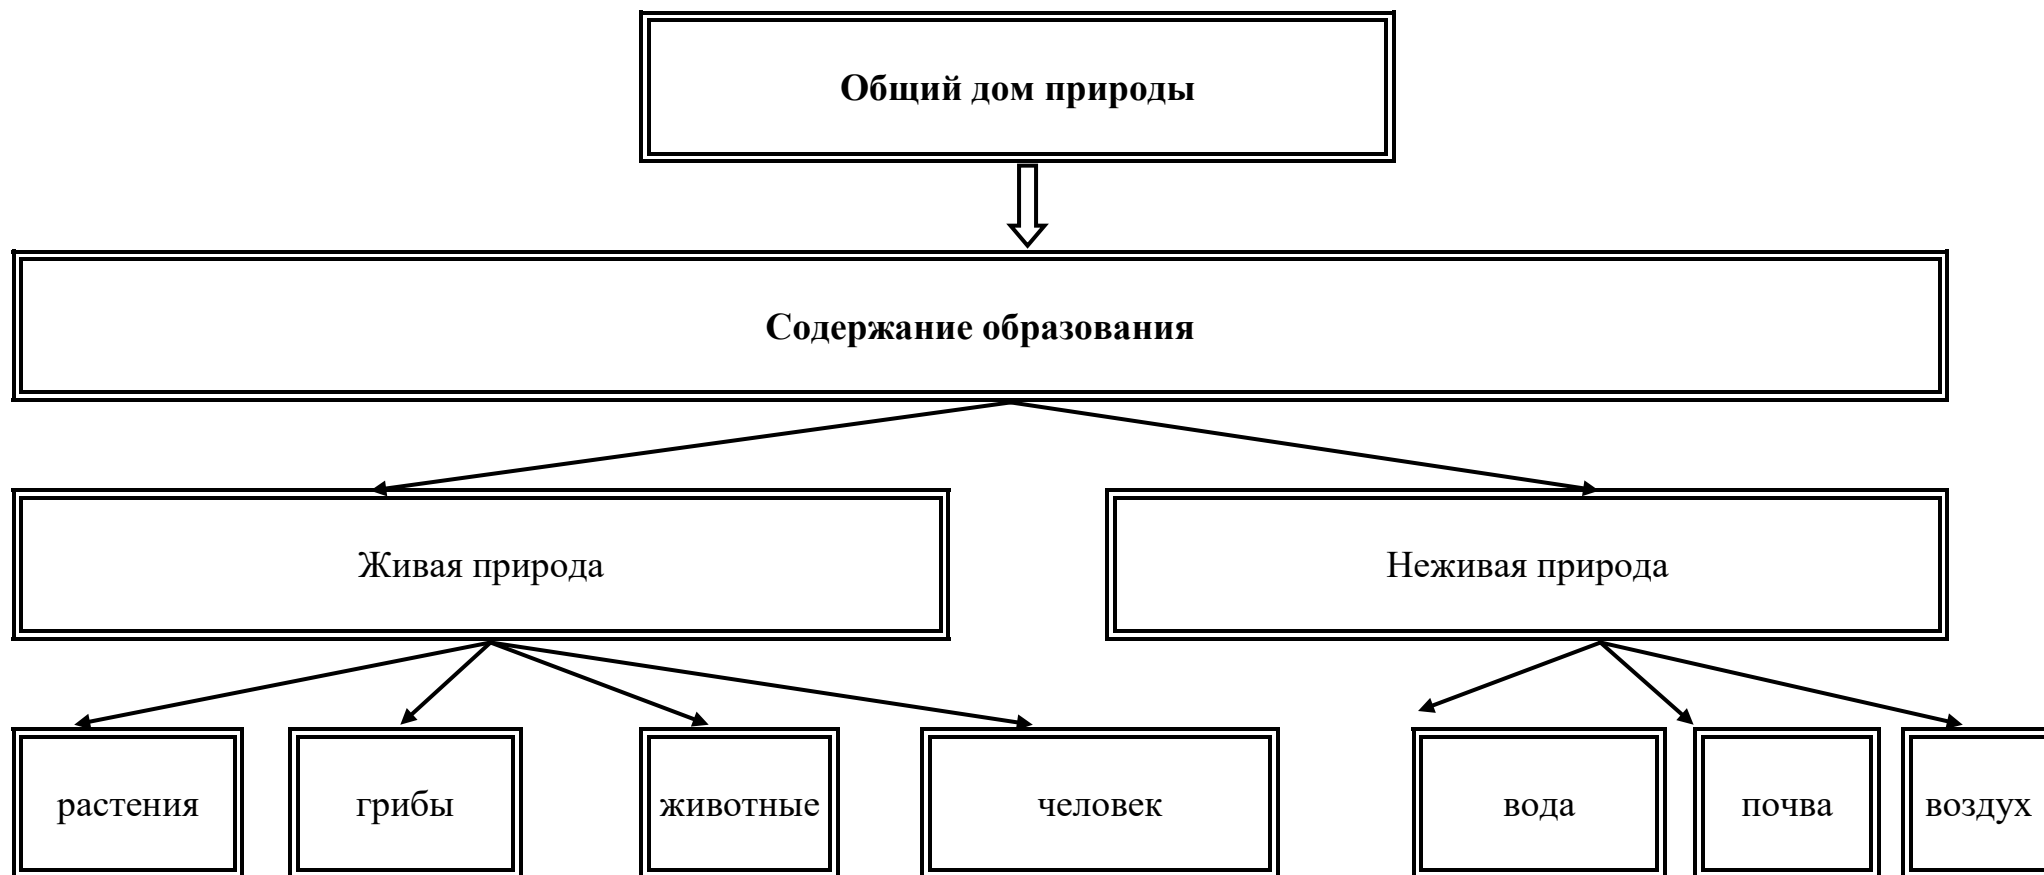 Общий дом природы
Содержание образования
Живая природа
Неживая природа
растения
грибы
животные
человек
вода
почва
воздух